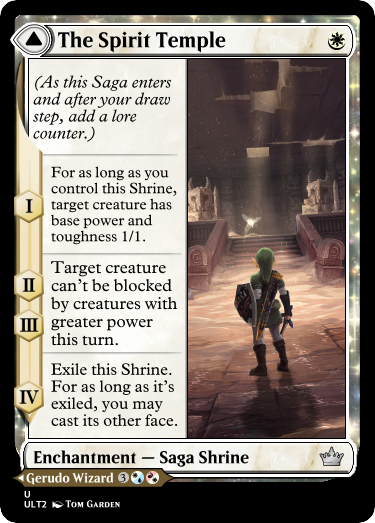 The Spirit Temple
(As this Saga enters
and after your draw
step, add a lore
counter.)
I
For as long as you
control this Shrine,
target creature has
base power and
toughness 1/1.
II
III
Target creature
can't be blocked
by creatures with
greater power
this turn.
IV
Exile this Shrine.
For as long as it's
exiled, you may
cast its other face.
Enchantment — Saga Shrine
Gerudo Wizard 3
U
ULT2 Tom Garden